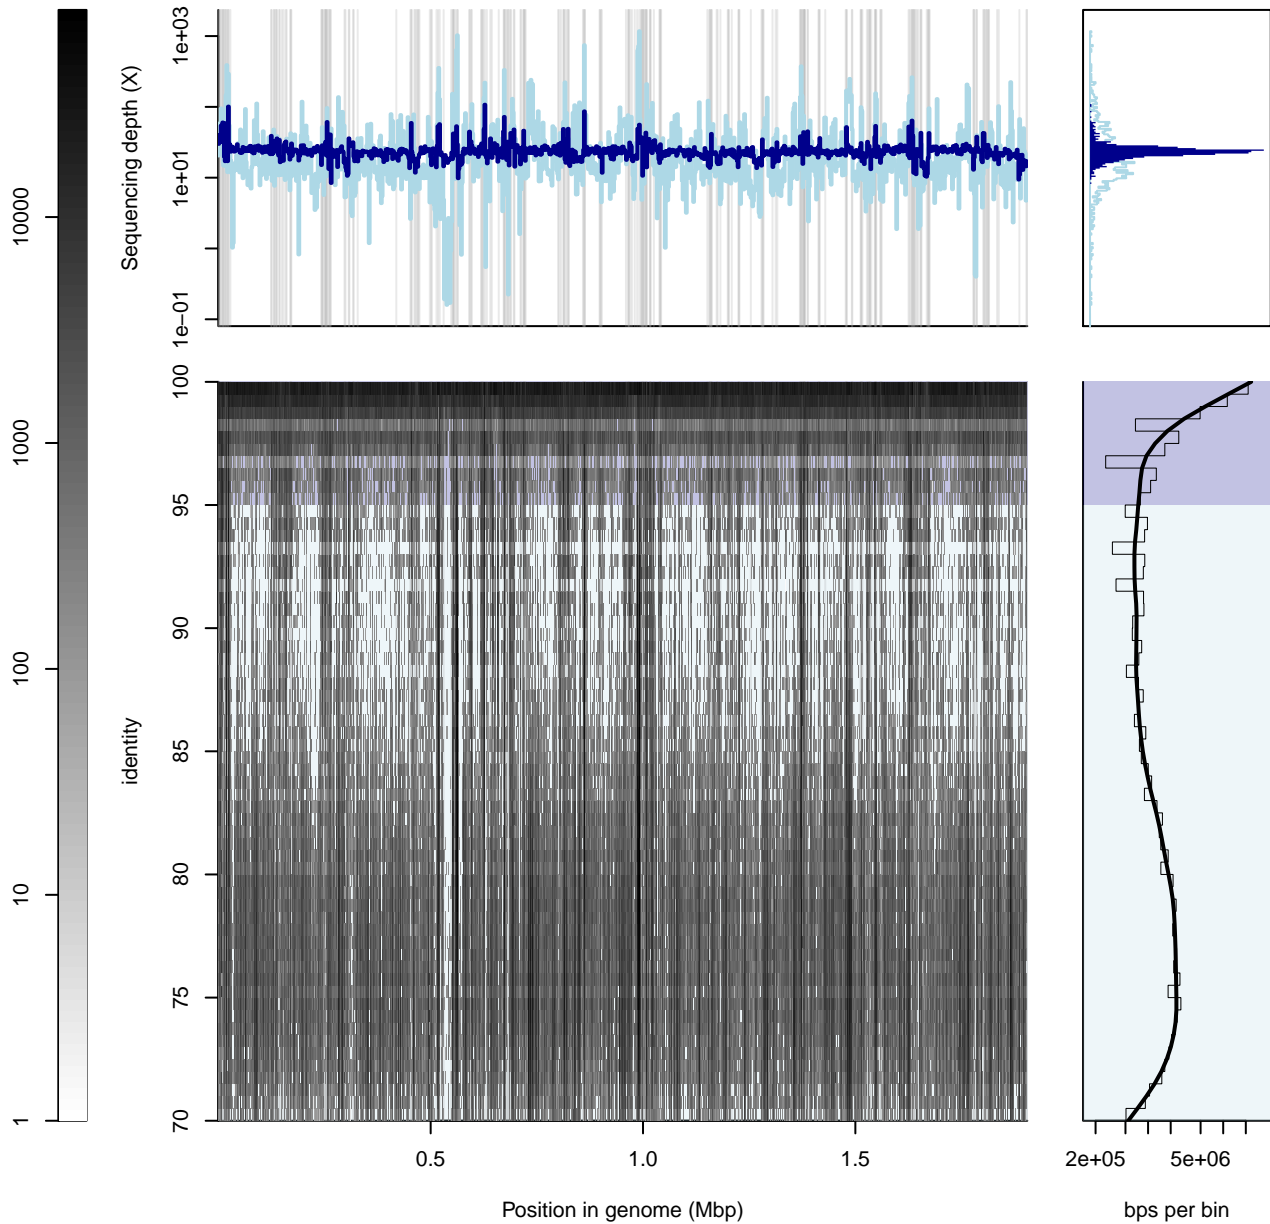 1e+03
1e+01
1e-01
Sequencing depth (X)
10000
1000
100
10
1
100
95
90
85
80
75
70
identity
0.5 1.0 1.5
Position in genome (Mbp)
2e+05 5e+06
bps per bin